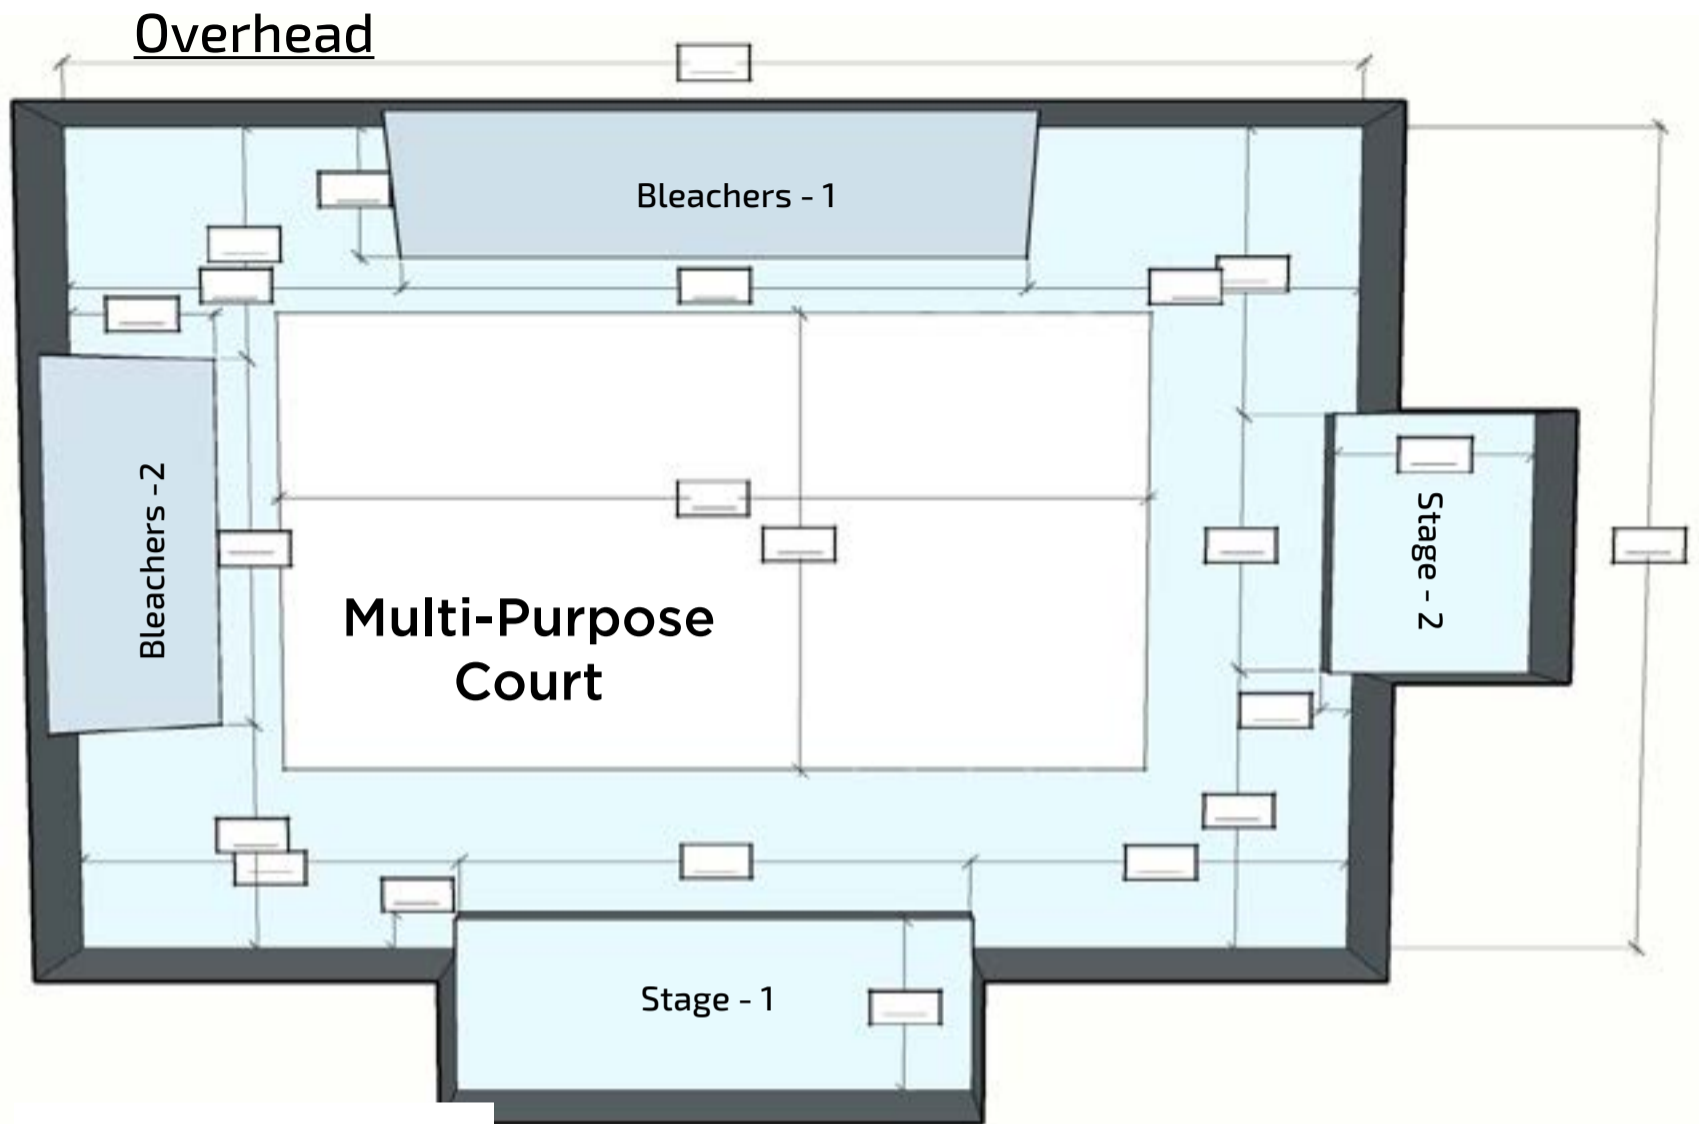 Overhead
Bleachers - 1
Bleachers -2
Stage - 2
Multi-Purpose
Court
Stage - 1